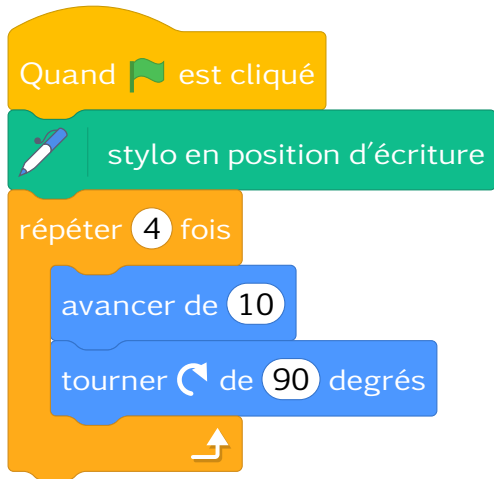 Quand est cliqué
stylo en position d'écriture
répéter 4 fois
avancer de 10
tourner de 90 degrés